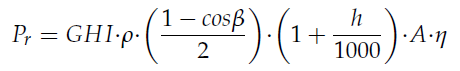 P_r = GHI·ρ·((1 − cosβ)/2)·(1 + h/1000)·A·η